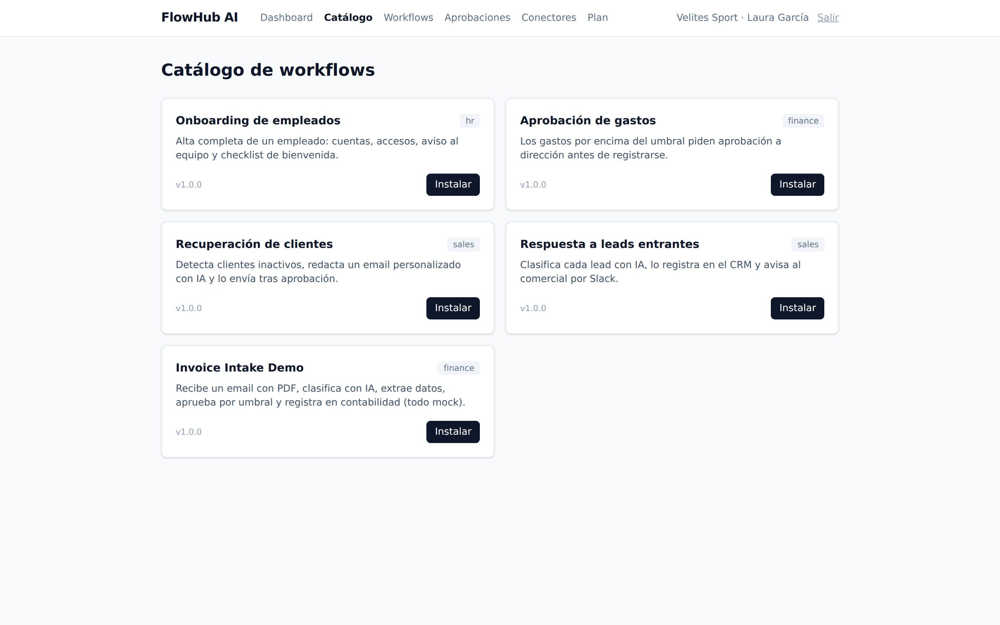 FlowHub AI Dashboard Catálogo Workflows Aprobaciones Conectores Plan Velites Sport · Laura García Salir
Catálogo de workflows
Onboarding de empleados hr
Alta completa de un empleado: cuentas, accesos, aviso al
equipo y checklist de bienvenida.
v1.0.0 Instalar
Aprobación de gastos finance
Los gastos por encima del umbral piden aprobación a
dirección antes de registrarse.
v1.0.0 Instalar
Recuperación de clientes sales
Detecta clientes inactivos, redacta un email personalizado
con IA y lo envía tras aprobación.
v1.0.0 Instalar
Respuesta a leads entrantes sales
Clasifica cada lead con IA, lo registra en el CRM y avisa al
comercial por Slack.
v1.0.0 Instalar
Invoice Intake Demo finance
Recibe un email con PDF, clasifica con IA, extrae datos,
aprueba por umbral y registra en contabilidad (todo mock).
v1.0.0 Instalar